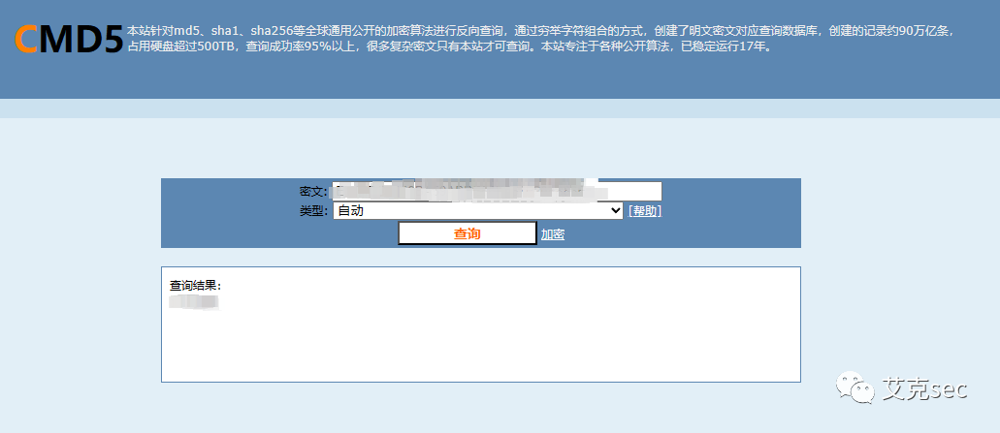 CMD5
本站针对md5、sha1、sha256等全球通用公开的加密算法进行反向查询，通过穷举字符组合的方式，创建了明文密文对应查询数据库，创建的记录约90万亿条，
占用硬盘超过500TB，查询成功率95%以上，很多复杂密文只有本站才可查询。本站专注于各种公开算法，已稳定运行17年。
密文:
类型: 自动 [帮助]
查询 加密
查询结果:
艾克sec